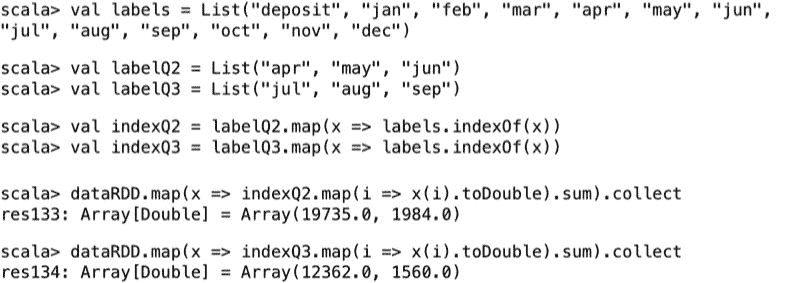 scala> val labels = List("deposit", "jan", "feb", "mar", "apr", "may", "jun",
"jul", "aug", "sep", "oct", "nov", "dec")
scala> val labelQ2 = List("apr", "may", "jun")
scala> val labelQ3 = List("jul", "aug", "sep")
scala> val indexQ2 = labelQ2.map(x => labels.indexOf(x))
scala> val indexQ3 = labelQ3.map(x => labels.indexOf(x))
scala> dataRDD.map(x => indexQ2.map(i => x(i).toDouble).sum).collect
res133: Array[Double] = Array(19735.0, 1984.0)
scala> dataRDD.map(x => indexQ3.map(i => x(i).toDouble).sum).collect
res134: Array[Double] = Array(12362.0, 1560.0)